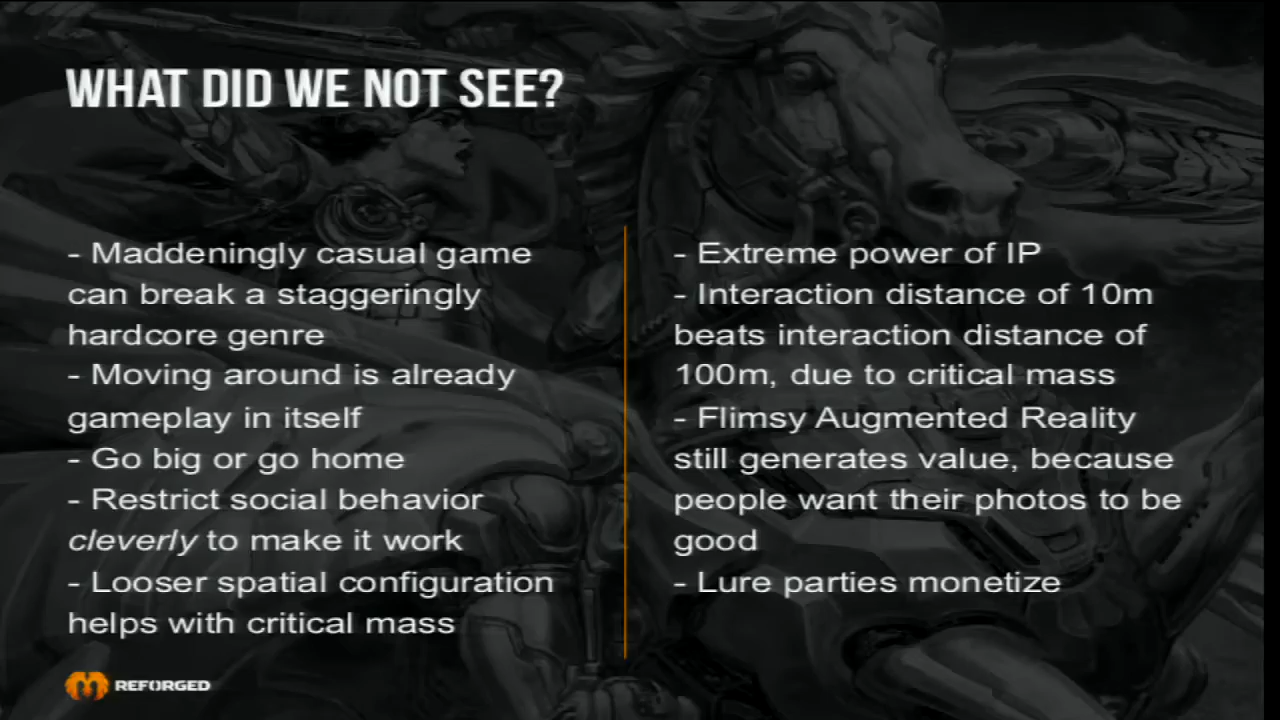 WHAT DID WE NOT SEE?
- Maddeningly casual game
can break a staggeringly
hardcore genre
- Moving around is already
gameplay in itself
- Go big or go home
- Restrict social behavior
cleverly to make it work
- Looser spatial configuration
helps with critical mass
- Extreme power of IP
- Interaction distance of 10m
beats interaction distance of
100m, due to critical mass
- Flimsy Augmented Reality
still generates value, because
people want their photos to be
good
- Lure parties monetize
REFORGED